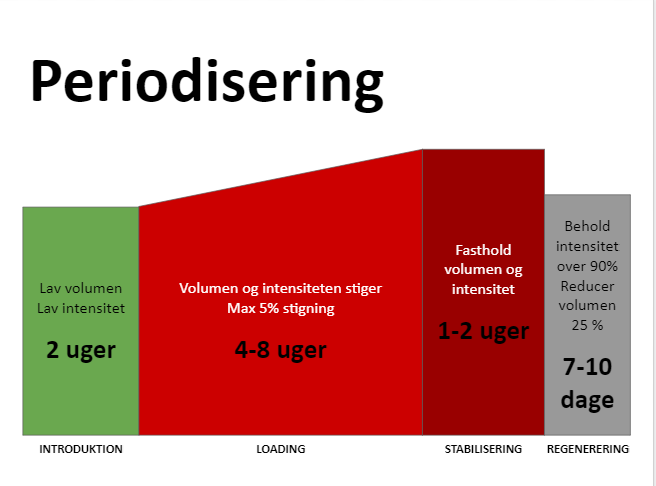 Periodisering
Lav volumen
Lav intensitet
2 uger
Volumen og intensiteten stiger
Max 5% stigning
4-8 uger
Fasthold
volumen og
intensitet
1-2 uger
Behold
intensitet
over 90%
Reducer
volumen
25 %
7-10
dage
INTRODUKTION
LOADING
STABILISERING
REGENERERING